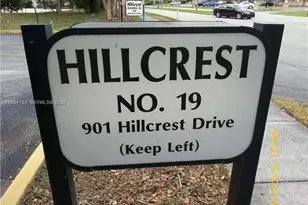 HILLCREST
NO. 19
901 Hillcrest Drive
(Keep Left)